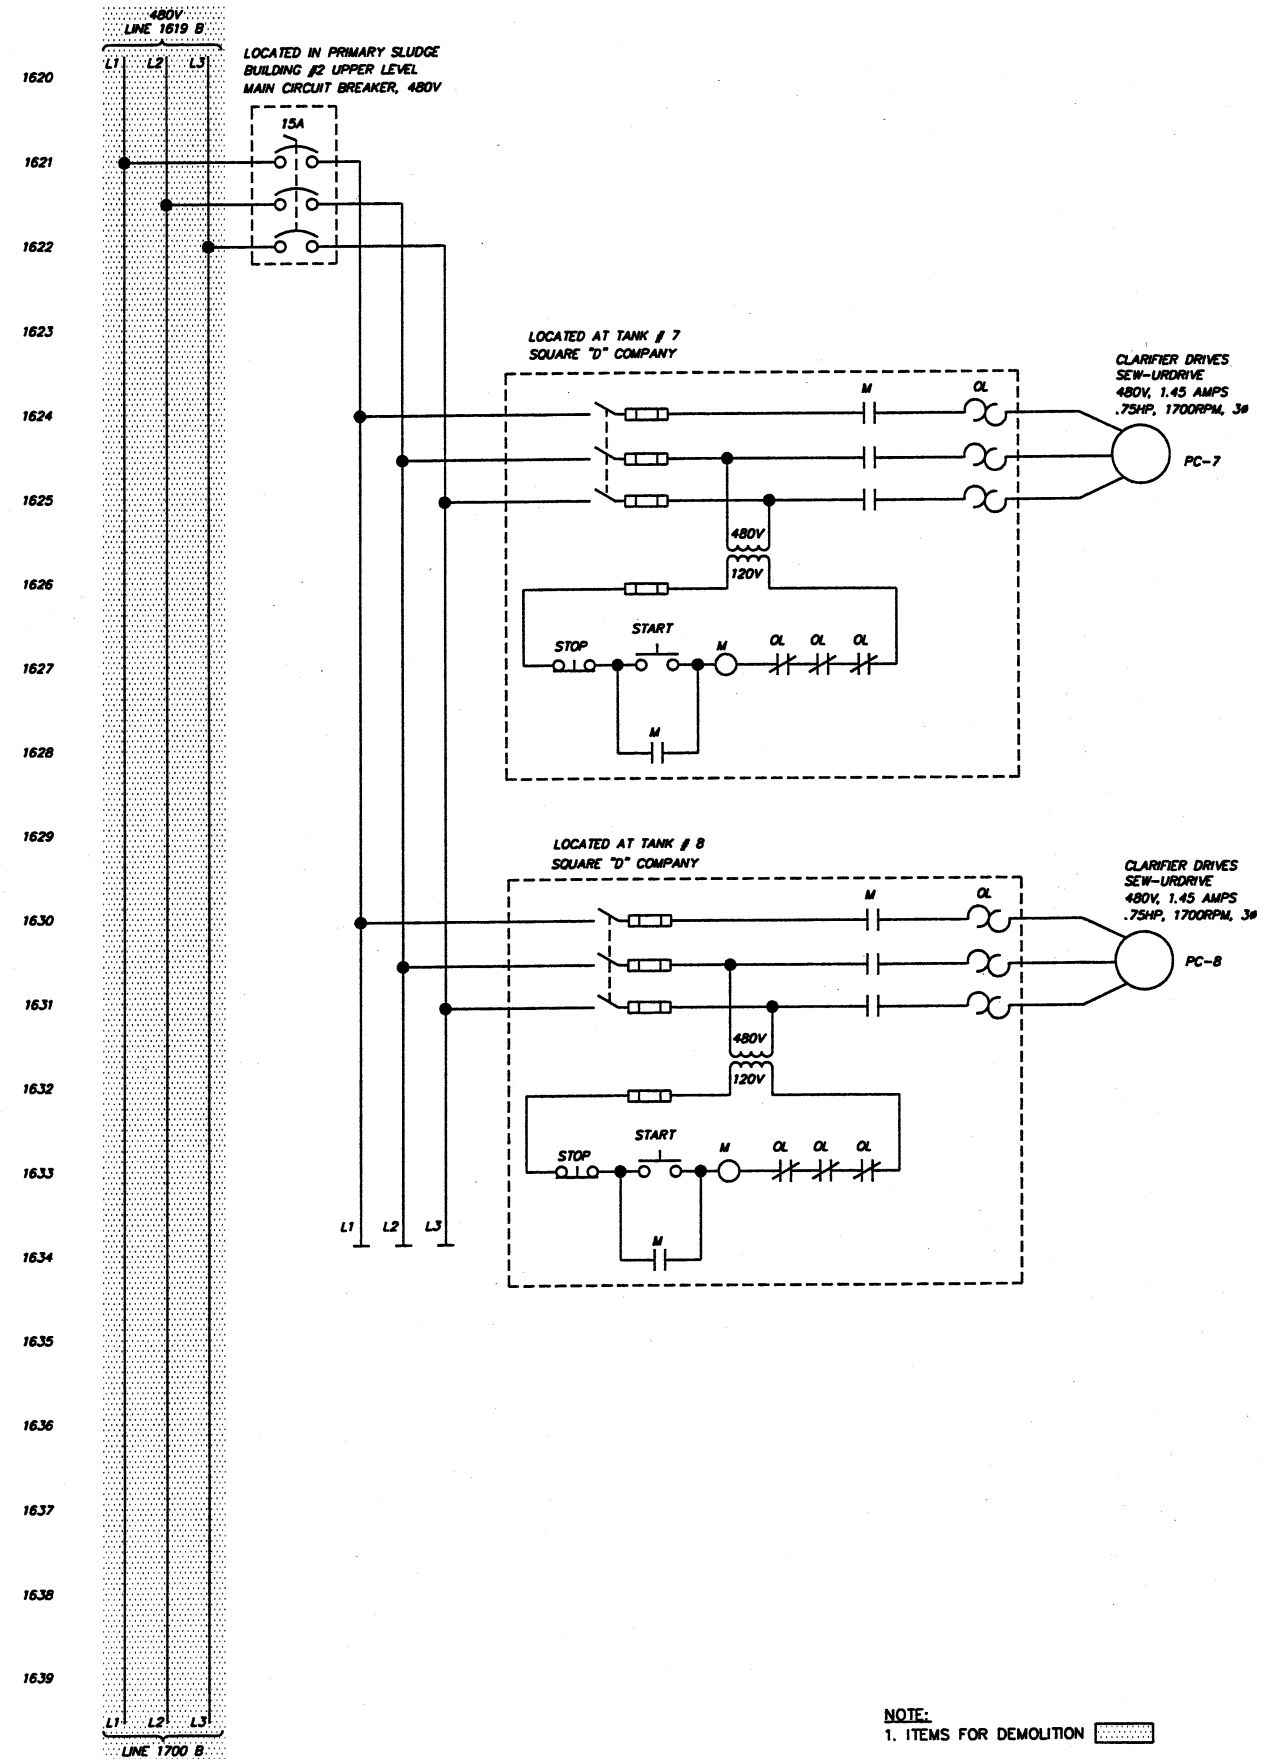 480V
LINE 1619 B
L1 L2 L3
LOCATED IN PRIMARY SLUDGE
BUILDING #2 UPPER LEVEL
MAIN CIRCUIT BREAKER, 480V
1620
15A
1621
1622
1623
LOCATED AT TANK # 7
SQUARE "D" COMPANY
CLARIFIER DRIVES
SEW-URDRIVE
480V, 1.45 AMPS
.75HP, 1700RPM, 3ø
M OL
1624
PC-7
1625
480V
120V
1626
START
STOP M OL OL OL
1627
M
1628
1629
LOCATED AT TANK # 8
SQUARE "D" COMPANY
CLARIFIER DRIVES
SEW-URDRIVE
480V, 1.45 AMPS
.75HP, 1700RPM, 3ø
M OL
1630
PC-8
1631
480V
120V
1632
START
STOP M OL OL OL
1633
L1 L2 L3
M
1634
1635
1636
1637
1638
1639
L1 L2 L3
LINE 1700 B
NOTE:
1. ITEMS FOR DEMOLITION